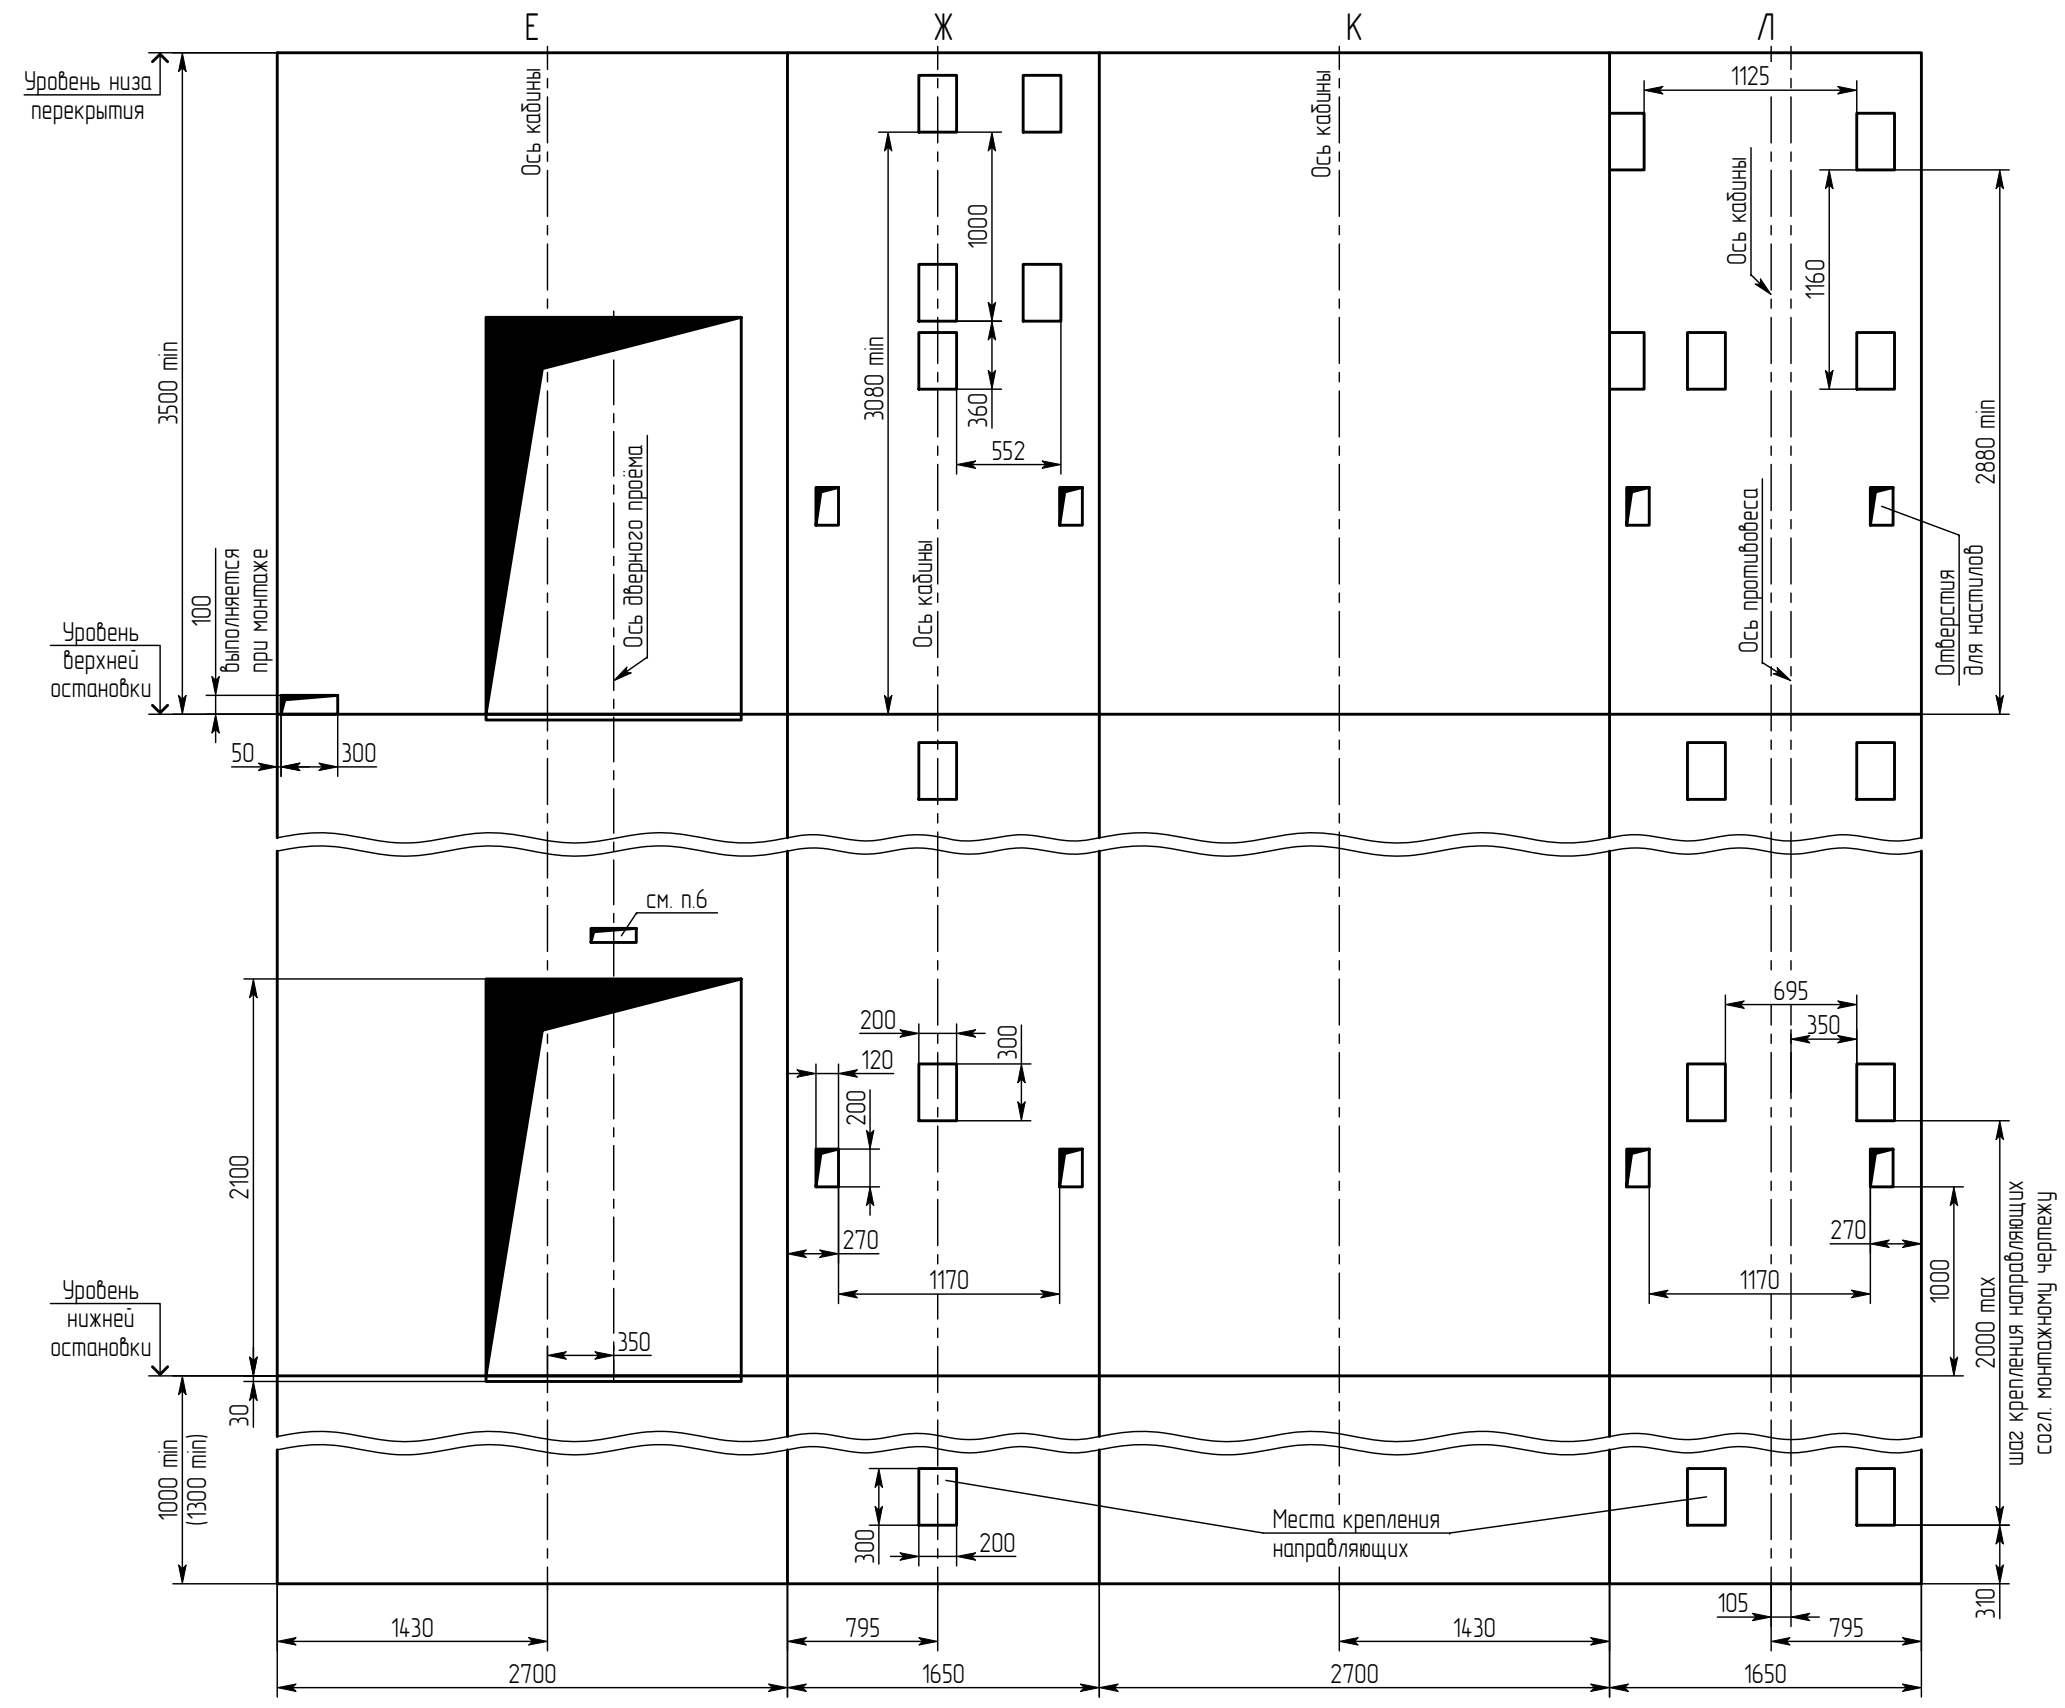 Е
Ж
К
Л
Уровень низа
перекрытия
Ось кабины
Ось кабины
1125
Ось кабины
1000
1160
3500 min
3080 min
360
552
2880 min
Ось дверного проёма
Ось кабины
Ось противовеса
Отверстия
для настилов
100
выполняется
при монтаже
Уровень
верхней
остановки
50
300
см. п.6
695
350
200
300
120
200
2100
270
1170
270
1170
1000
2000 max
шаг крепления направляющих
согл. монтажному чертежу
Уровень
нижней
остановки
350
30
1000 min
(1300 min)
300
200
Места крепления
направляющих
310
105
1430
795
1430
795
2700
1650
2700
1650